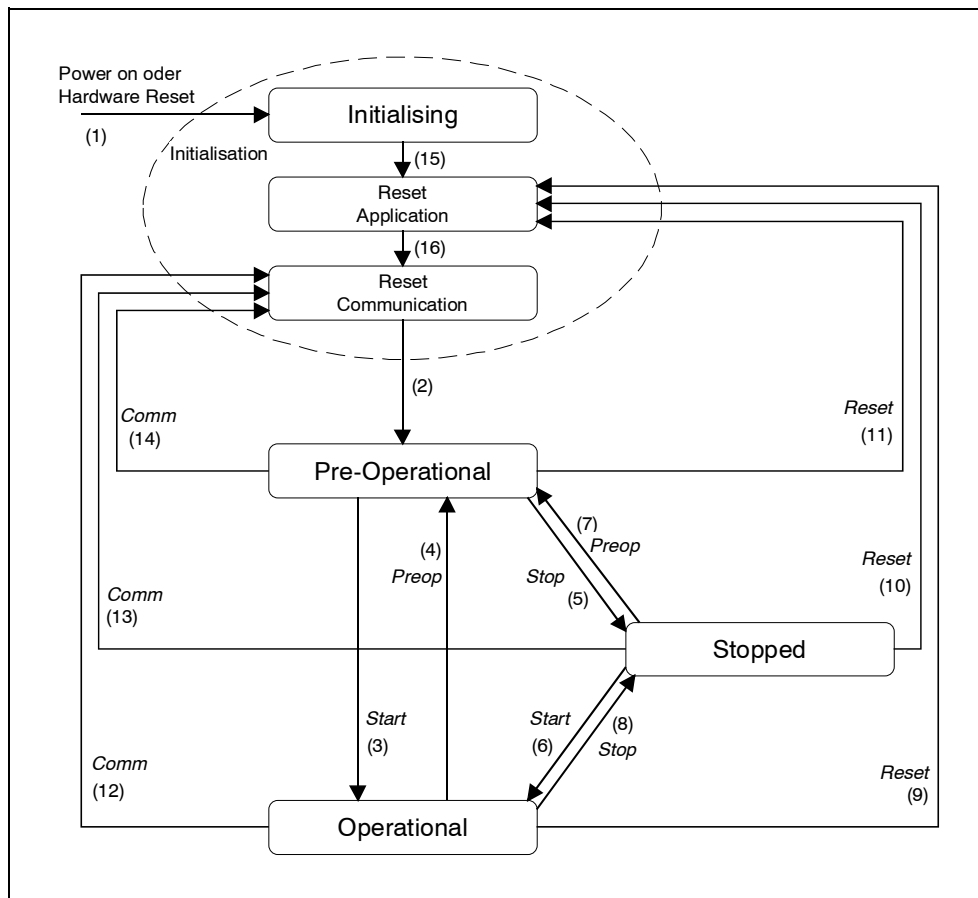 Power on oder
Hardware Reset
(1)
Initialising
Initialisation
(15)
Reset
Application
(16)
Reset
Communication
(2)
Comm
(14)
Reset
(11)
Pre-Operational
(7)
Preop
(4)
Preop
Stop
(5)
Reset
(10)
Comm
(13)
Stopped
Start
(3)
Start
(6)
(8)
Stop
Comm
(12)
Reset
(9)
Operational